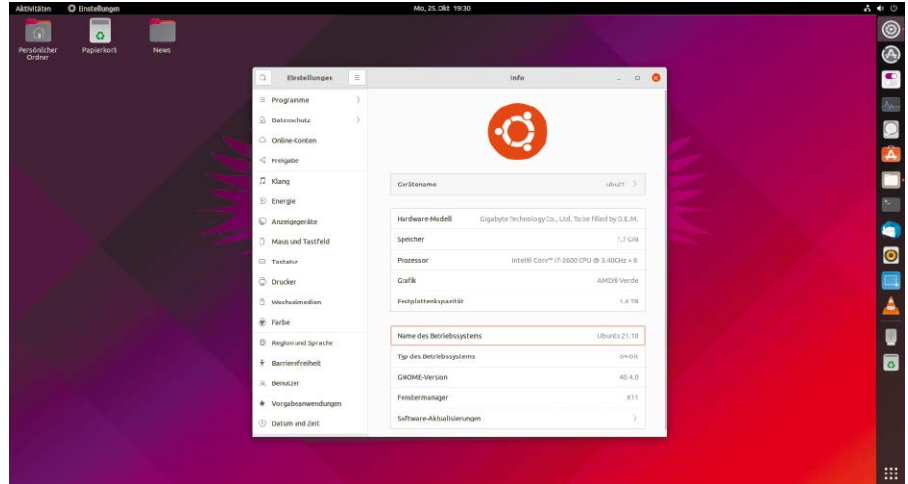 Aktivitäten
Einstellungen
Mo, 25. Okt 19:30
Persönlicher Ordner
Papierkorb
News
Einstellungen
Info
Programme
Datenschutz
Online-Konten
Freigabe
Klang
Energie
Anzeigegeräte
Maus und Tastfeld
Tastatur
Drucker
Wechselmedien
Farbe
Region und Sprache
Barrierefreiheit
Benutzer
Vorgabeanwendungen
Datum und Zeit
Gerätename ubu21
Hardware-Modell Gigabyte Technology Co., Ltd. To be filled by O.E.M.
Speicher 7,7 GiB
Prozessor Intel® Core™ i7-2600 CPU @ 3.40GHz × 8
Grafik AMD® Verde
Festplattenkapazität 1,6 TB
Name des Betriebssystems Ubuntu 21.10
Typ des Betriebssystems 64-bit
GNOME-Version 40.4.0
Fenstermanager X11
Software-Aktualisierungen